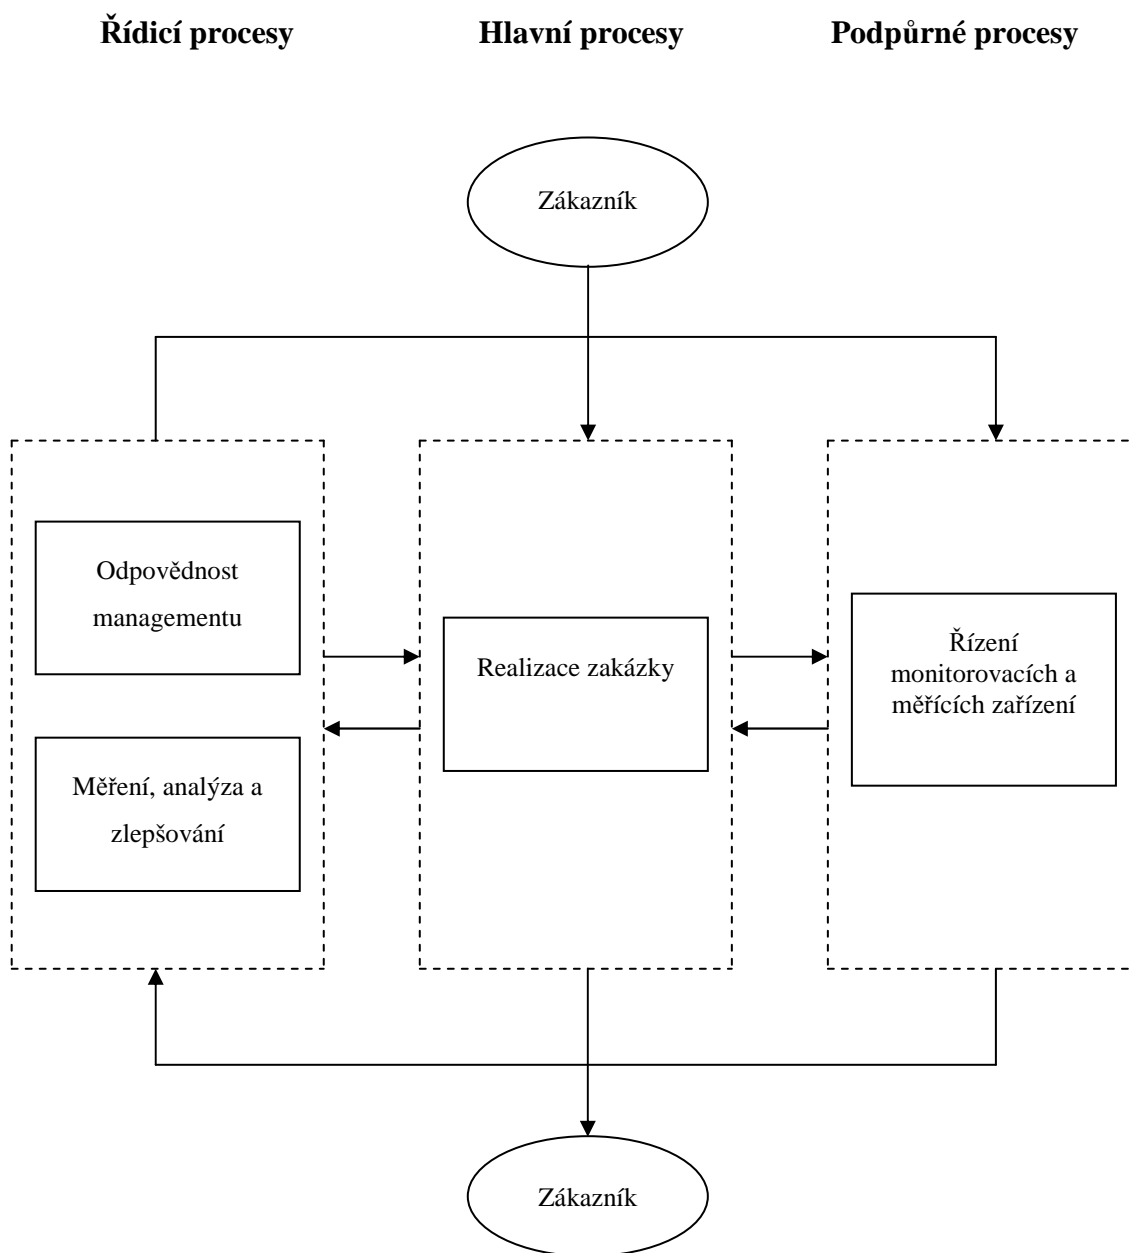 Řídicí procesy
Hlavní procesy
Podpůrné procesy
Zákazník
Odpovědnost
managementu
Měření, analýza a
zlepšování
Realizace zakázky
Řízení
monitorovacích a
měřících zařízení
Zákazník